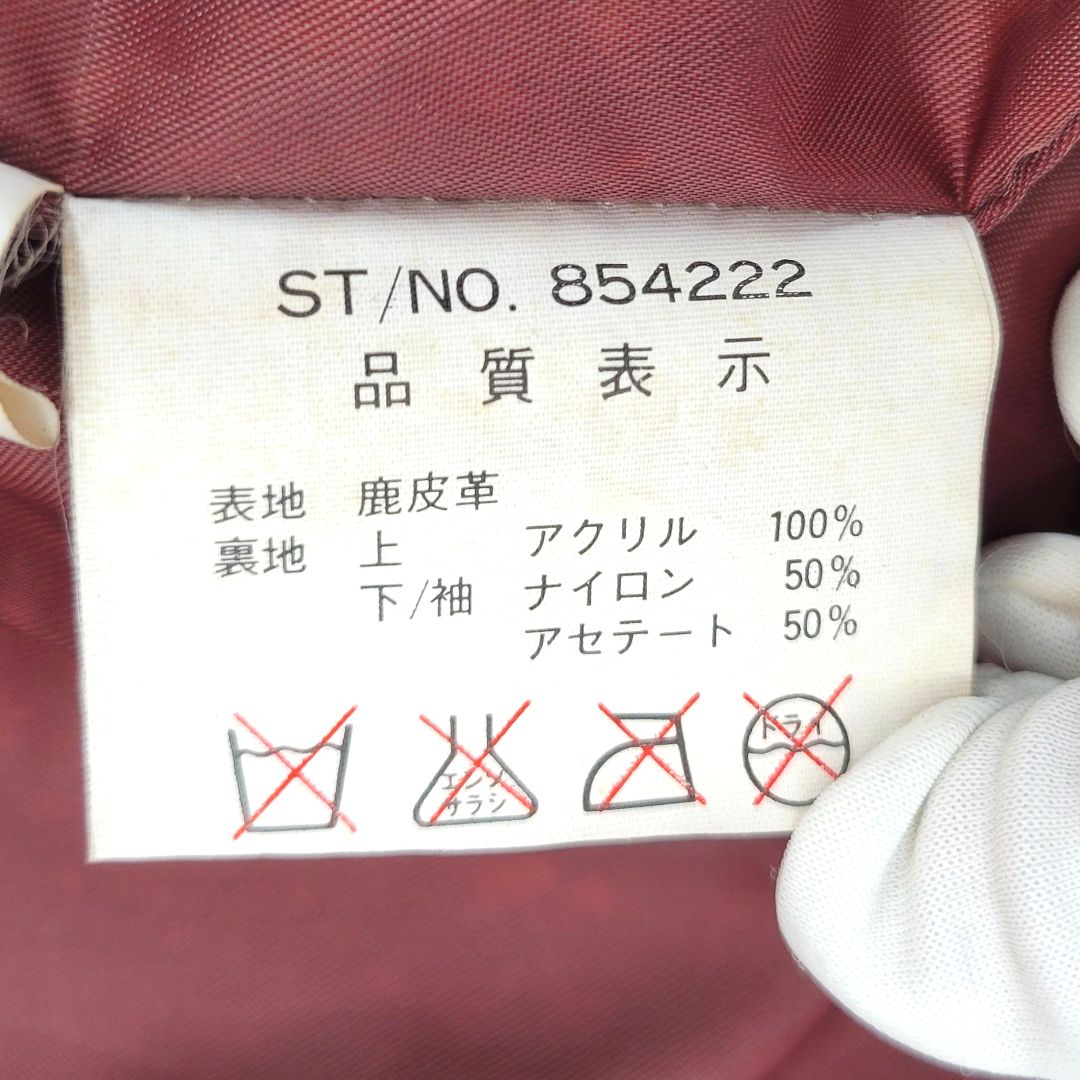 ST/NO. 854222
品質表示
表地 鹿皮革
裏地 上 アクリル 100%
下/袖 ナイロン 50%
アセテート 50%
エンソ
サラシ
ドライ